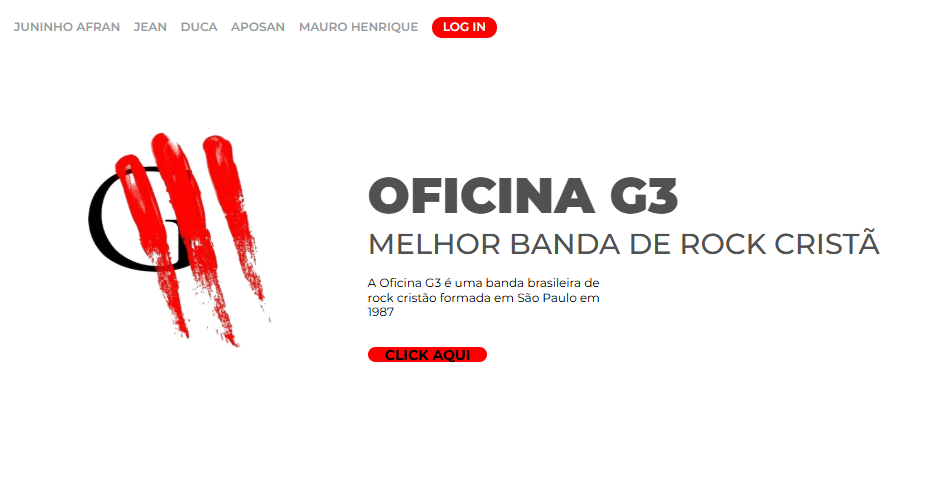 JUNINHO AFRAN JEAN DUCA APOSAN MAURO HENRIQUE LOG IN
G
OFICINA G3
MELHOR BANDA DE ROCK CRISTÃ
A Oficina G3 é uma banda brasileira de
rock cristão formada em São Paulo em
1987
CLICK AQUI